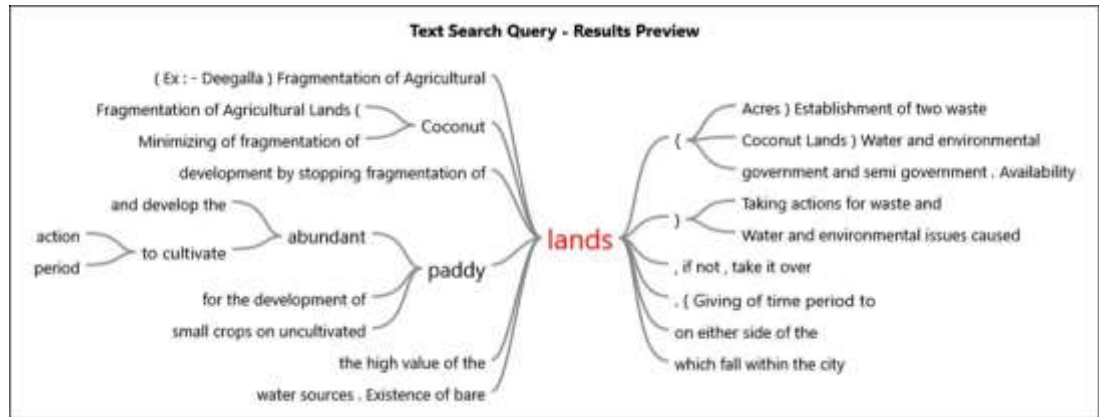 Text Search Query - Results Preview
( Ex : - Deegalla ) Fragmentation of Agricultural
Fragmentation of Agricultural Lands (
Minimizing of fragmentation of
Coconut
development by stopping fragmentation of
and develop the
action
period
to cultivate
abundant
for the development of
small crops on uncultivated
paddy
the high value of the
water sources . Existence of bare
lands
(
Acres ) Establishment of two waste
Coconut Lands ) Water and environmental
government and semi government . Availability
)
Taking actions for waste and
Water and environmental issues caused
, if not , take it over
. ( Giving of time period to
on either side of the
which fall within the city